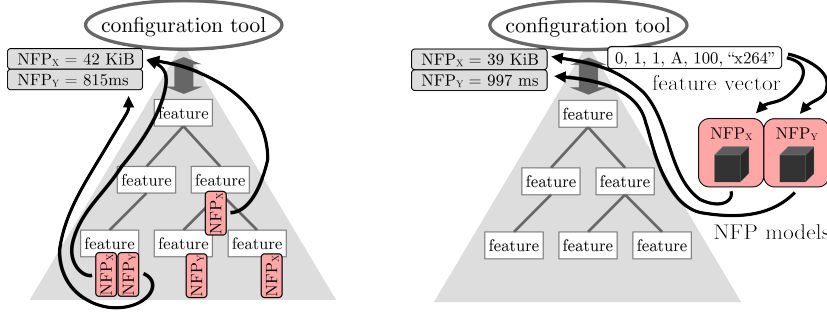 configuration tool
NFPX = 42 KiB
NFPY = 815ms
feature
feature
feature
NFPX
feature
feature
feature
NFPX
NFPY
NFPY
NFPX
configuration tool
NFPX = 39 KiB
NFPY = 997 ms
0, 1, 1, A, 100, “x264”
feature vector
feature
NFPX
NFPY
feature
feature
NFP models
feature
feature
feature